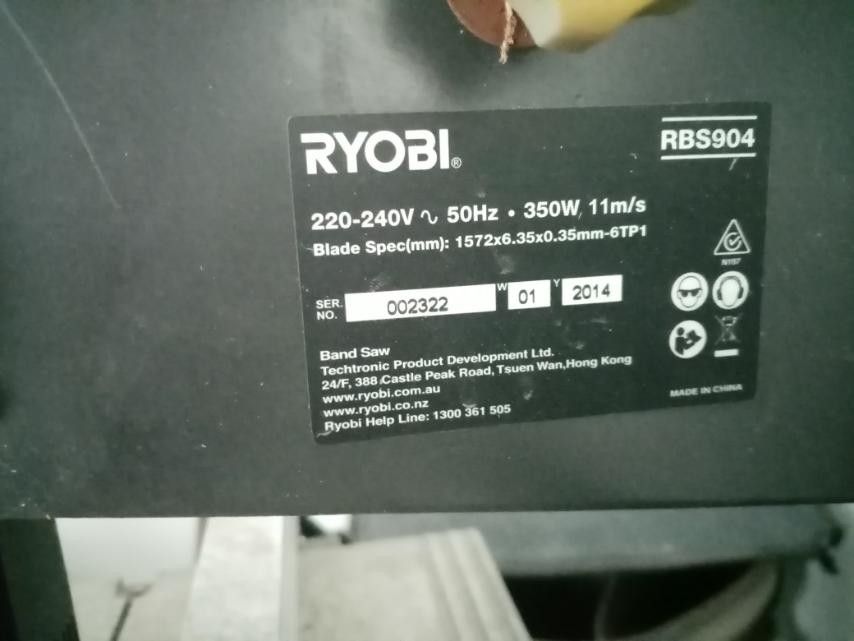 RYOBI®
RBS904
220-240V ∿ 50Hz • 350W, 11m/s
Blade Spec(mm): 1572x6.35x0.35mm-6TP1
N197
SER. NO. 002322 W 01 Y 2014
Band Saw
Techtronic Product Development Ltd.
24/F, 388 Castle Peak Road, Tsuen Wan, Hong Kong
www.ryobi.com.au
www.ryobi.co.nz
Ryobi Help Line: 1300 361 505
MADE IN CHINA